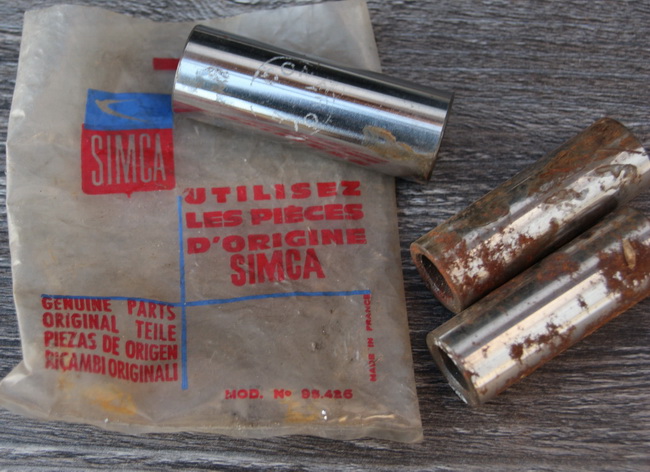 SIMCA
UTILISEZ
LES PIÈCES
D'ORIGINE
SIMCA
GENUINE PARTS
ORIGINAL TEILE
PIEZAS DE ORIGEN
RICAMBI ORIGINALI
MADE IN FRANCE
MOD. No 99.426